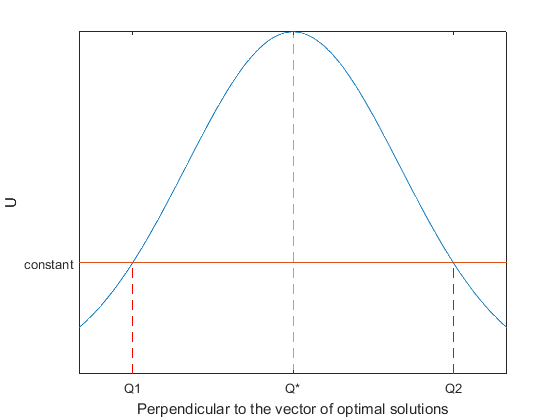 U
constant
Q1
Q*
Q2
Perpendicular to the vector of optimal solutions